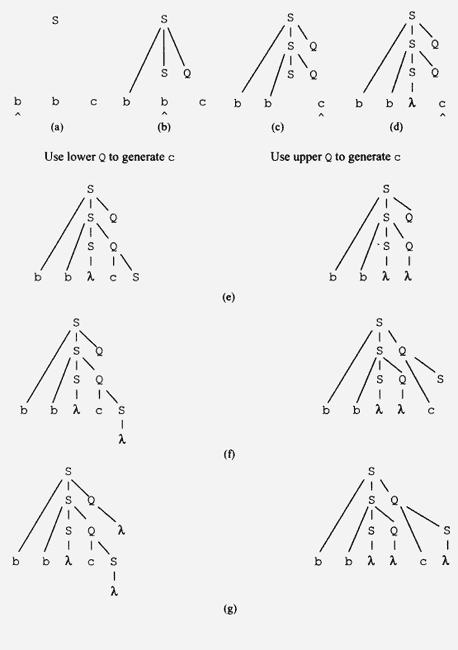 S S S S
S Q
S Q S Q
S Q S Q
S Q
b b c b b c b b c b b λ c
^ ^ ^ ^
(a) (b) (c) (d)
Use lower Q to generate c Use upper Q to generate c
S S
S Q S Q
S Q S Q
b b λ c S b b λ λ
(e)
S S
S Q S Q
S Q S Q S
b b λ c S b b λ λ c
λ
(f)
S S
S Q S Q
S Q λ S Q S
b b λ c S b b λ λ c λ
λ
(g)